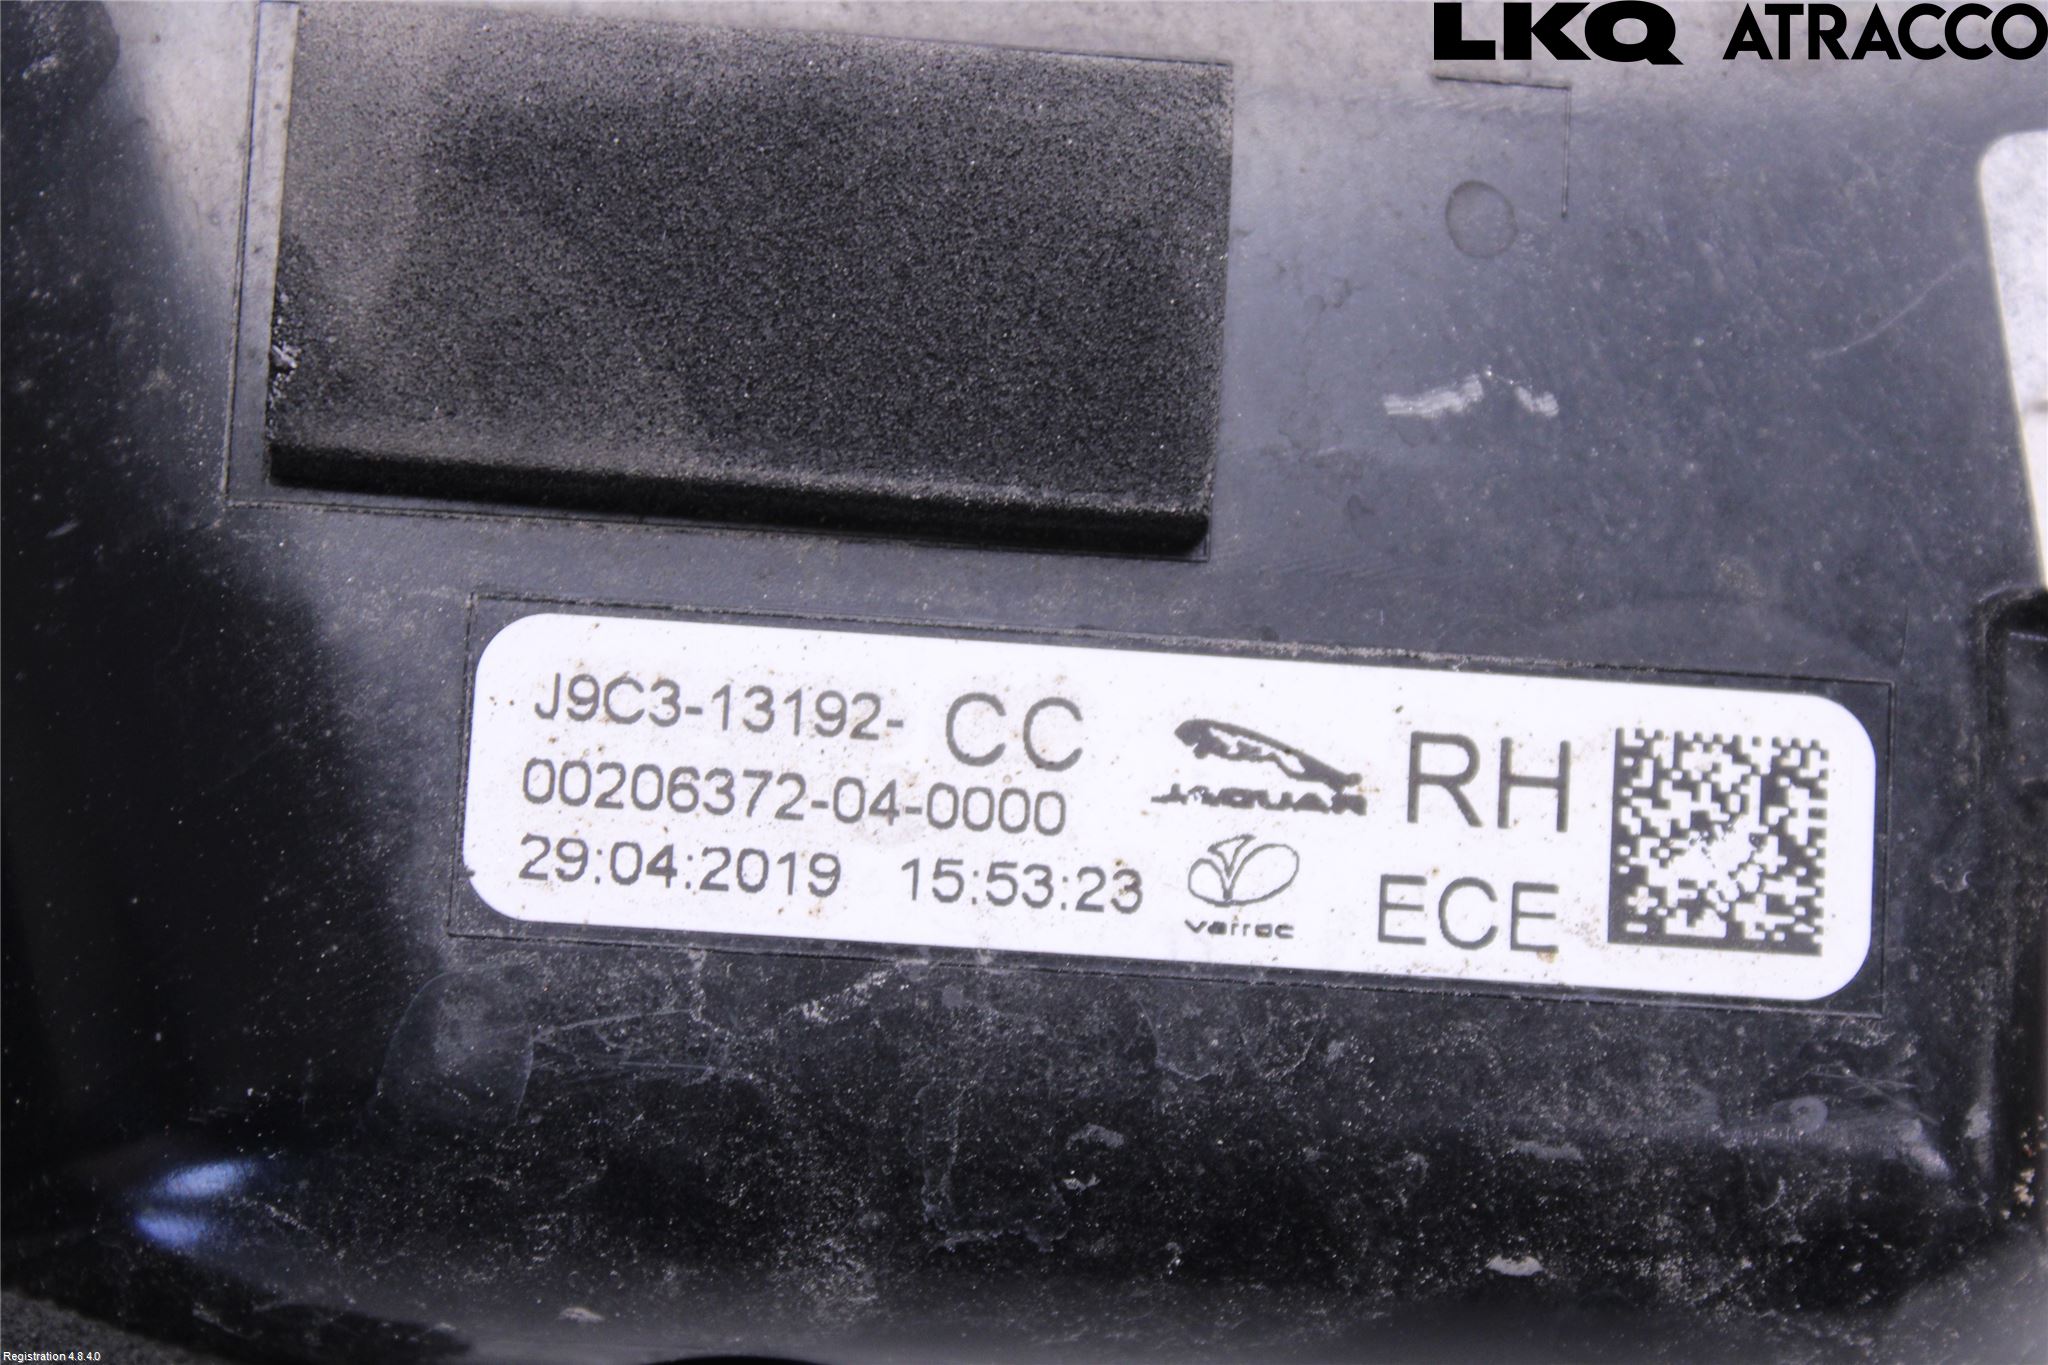 LKQ ATRACCO
J9C3-13192- CC
00206372-04-0000
29:04:2019 15:53:23
JAGUAR
varroc
RH
ECE
Registration 4.8.4.0